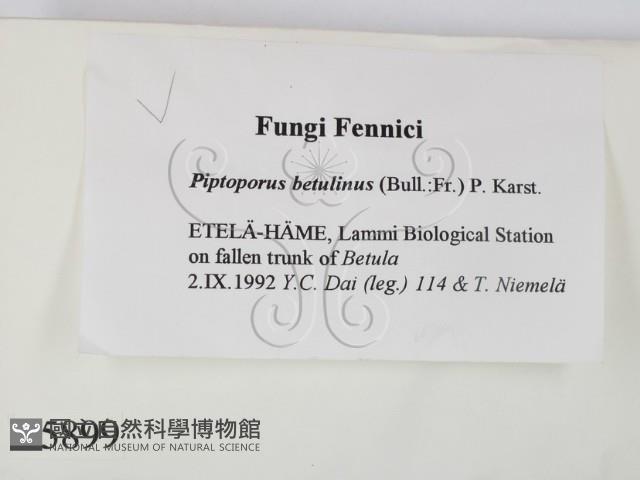 Fungi Fennici
Piptoporus betulinus (Bull.:Fr.) P. Karst.
ETELÄ-HÄME, Lammi Biological Station
on fallen trunk of Betula
2.IX.1992 Y.C. Dai (leg.) 114 & T. Niemelä
5899
國立自然科學博物館
NATIONAL MUSEUM OF NATURAL SCIENCE